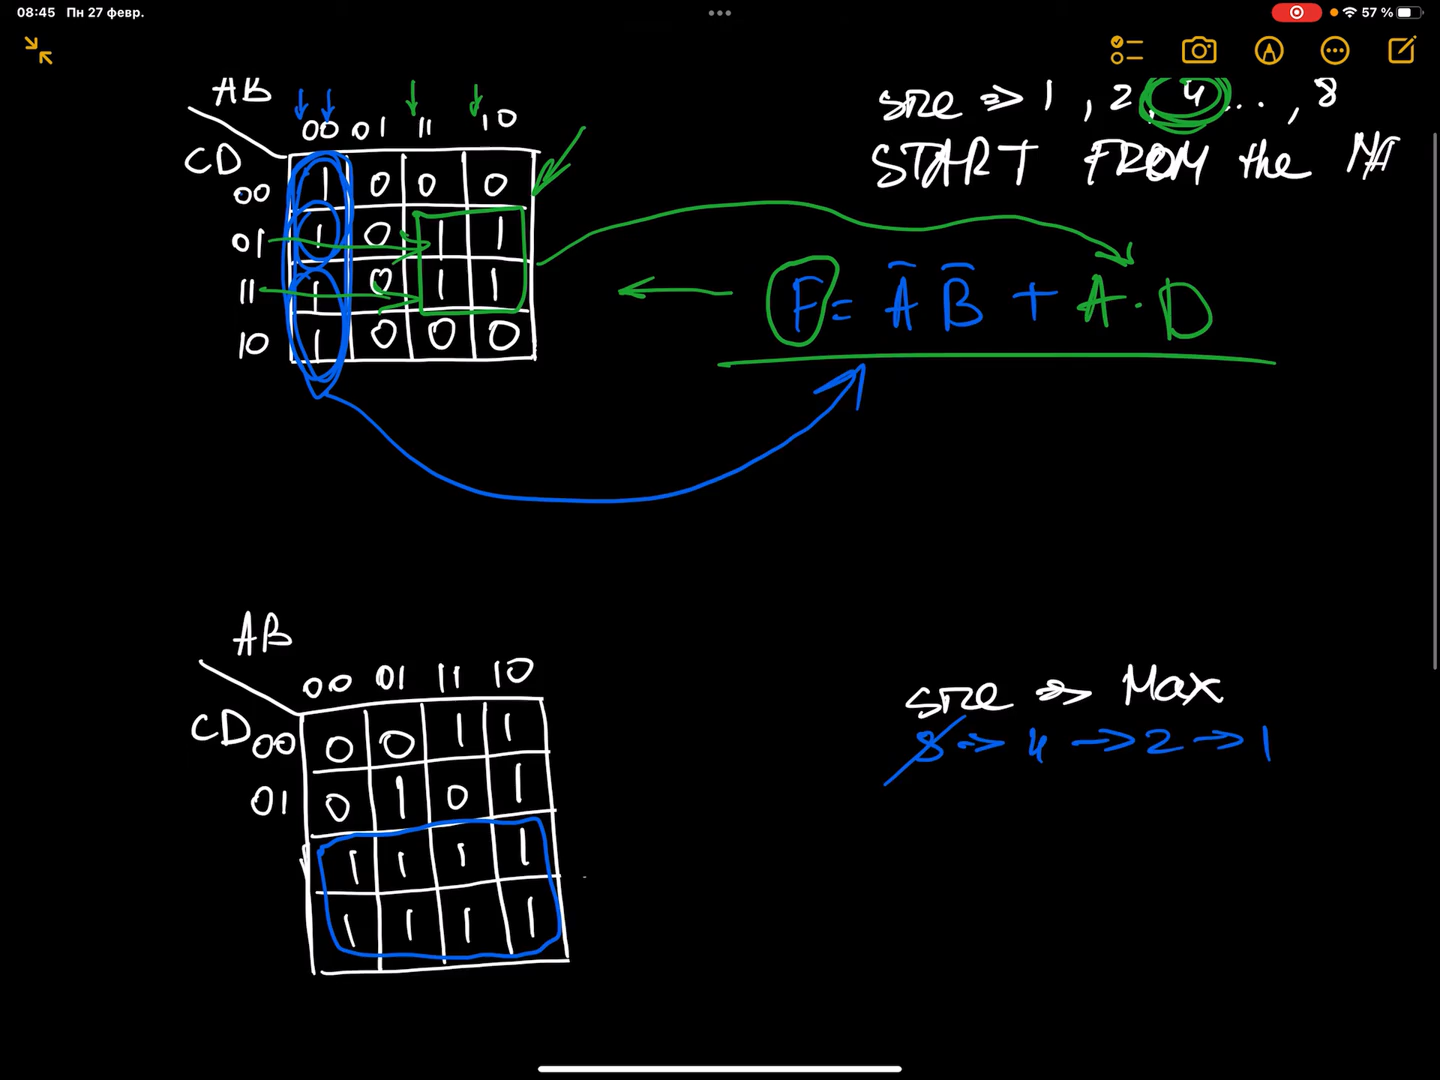 08:45 Пн 27 февр.
57 %
size ⇒ 1 , 2, 4 ... , 8
START FROM the
AB
00 01 11 10
CD
00 1 0 0 0
01 1 0 1 1
11 1 0 1 1
10 1 0 0 0
F = A̅ B̅ + A · D
AB
00 01 11 10
CD
00 0 0 1 1
01 0 1 0 1
1 1 1 1
1 1 1 1
size ⇒ Max
8 ⇒ 4 → 2 → 1